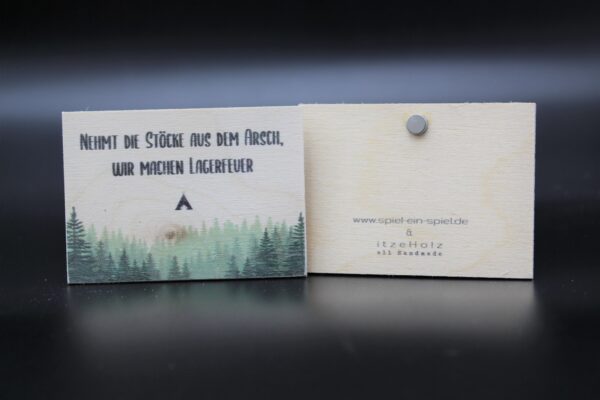 NEHMT DIE STÖCKE AUS DEM ARSCH,
WIR MACHEN LAGERFEUER
www.spiel-ein-spiel.de
&
itzeHolz
all Handmade